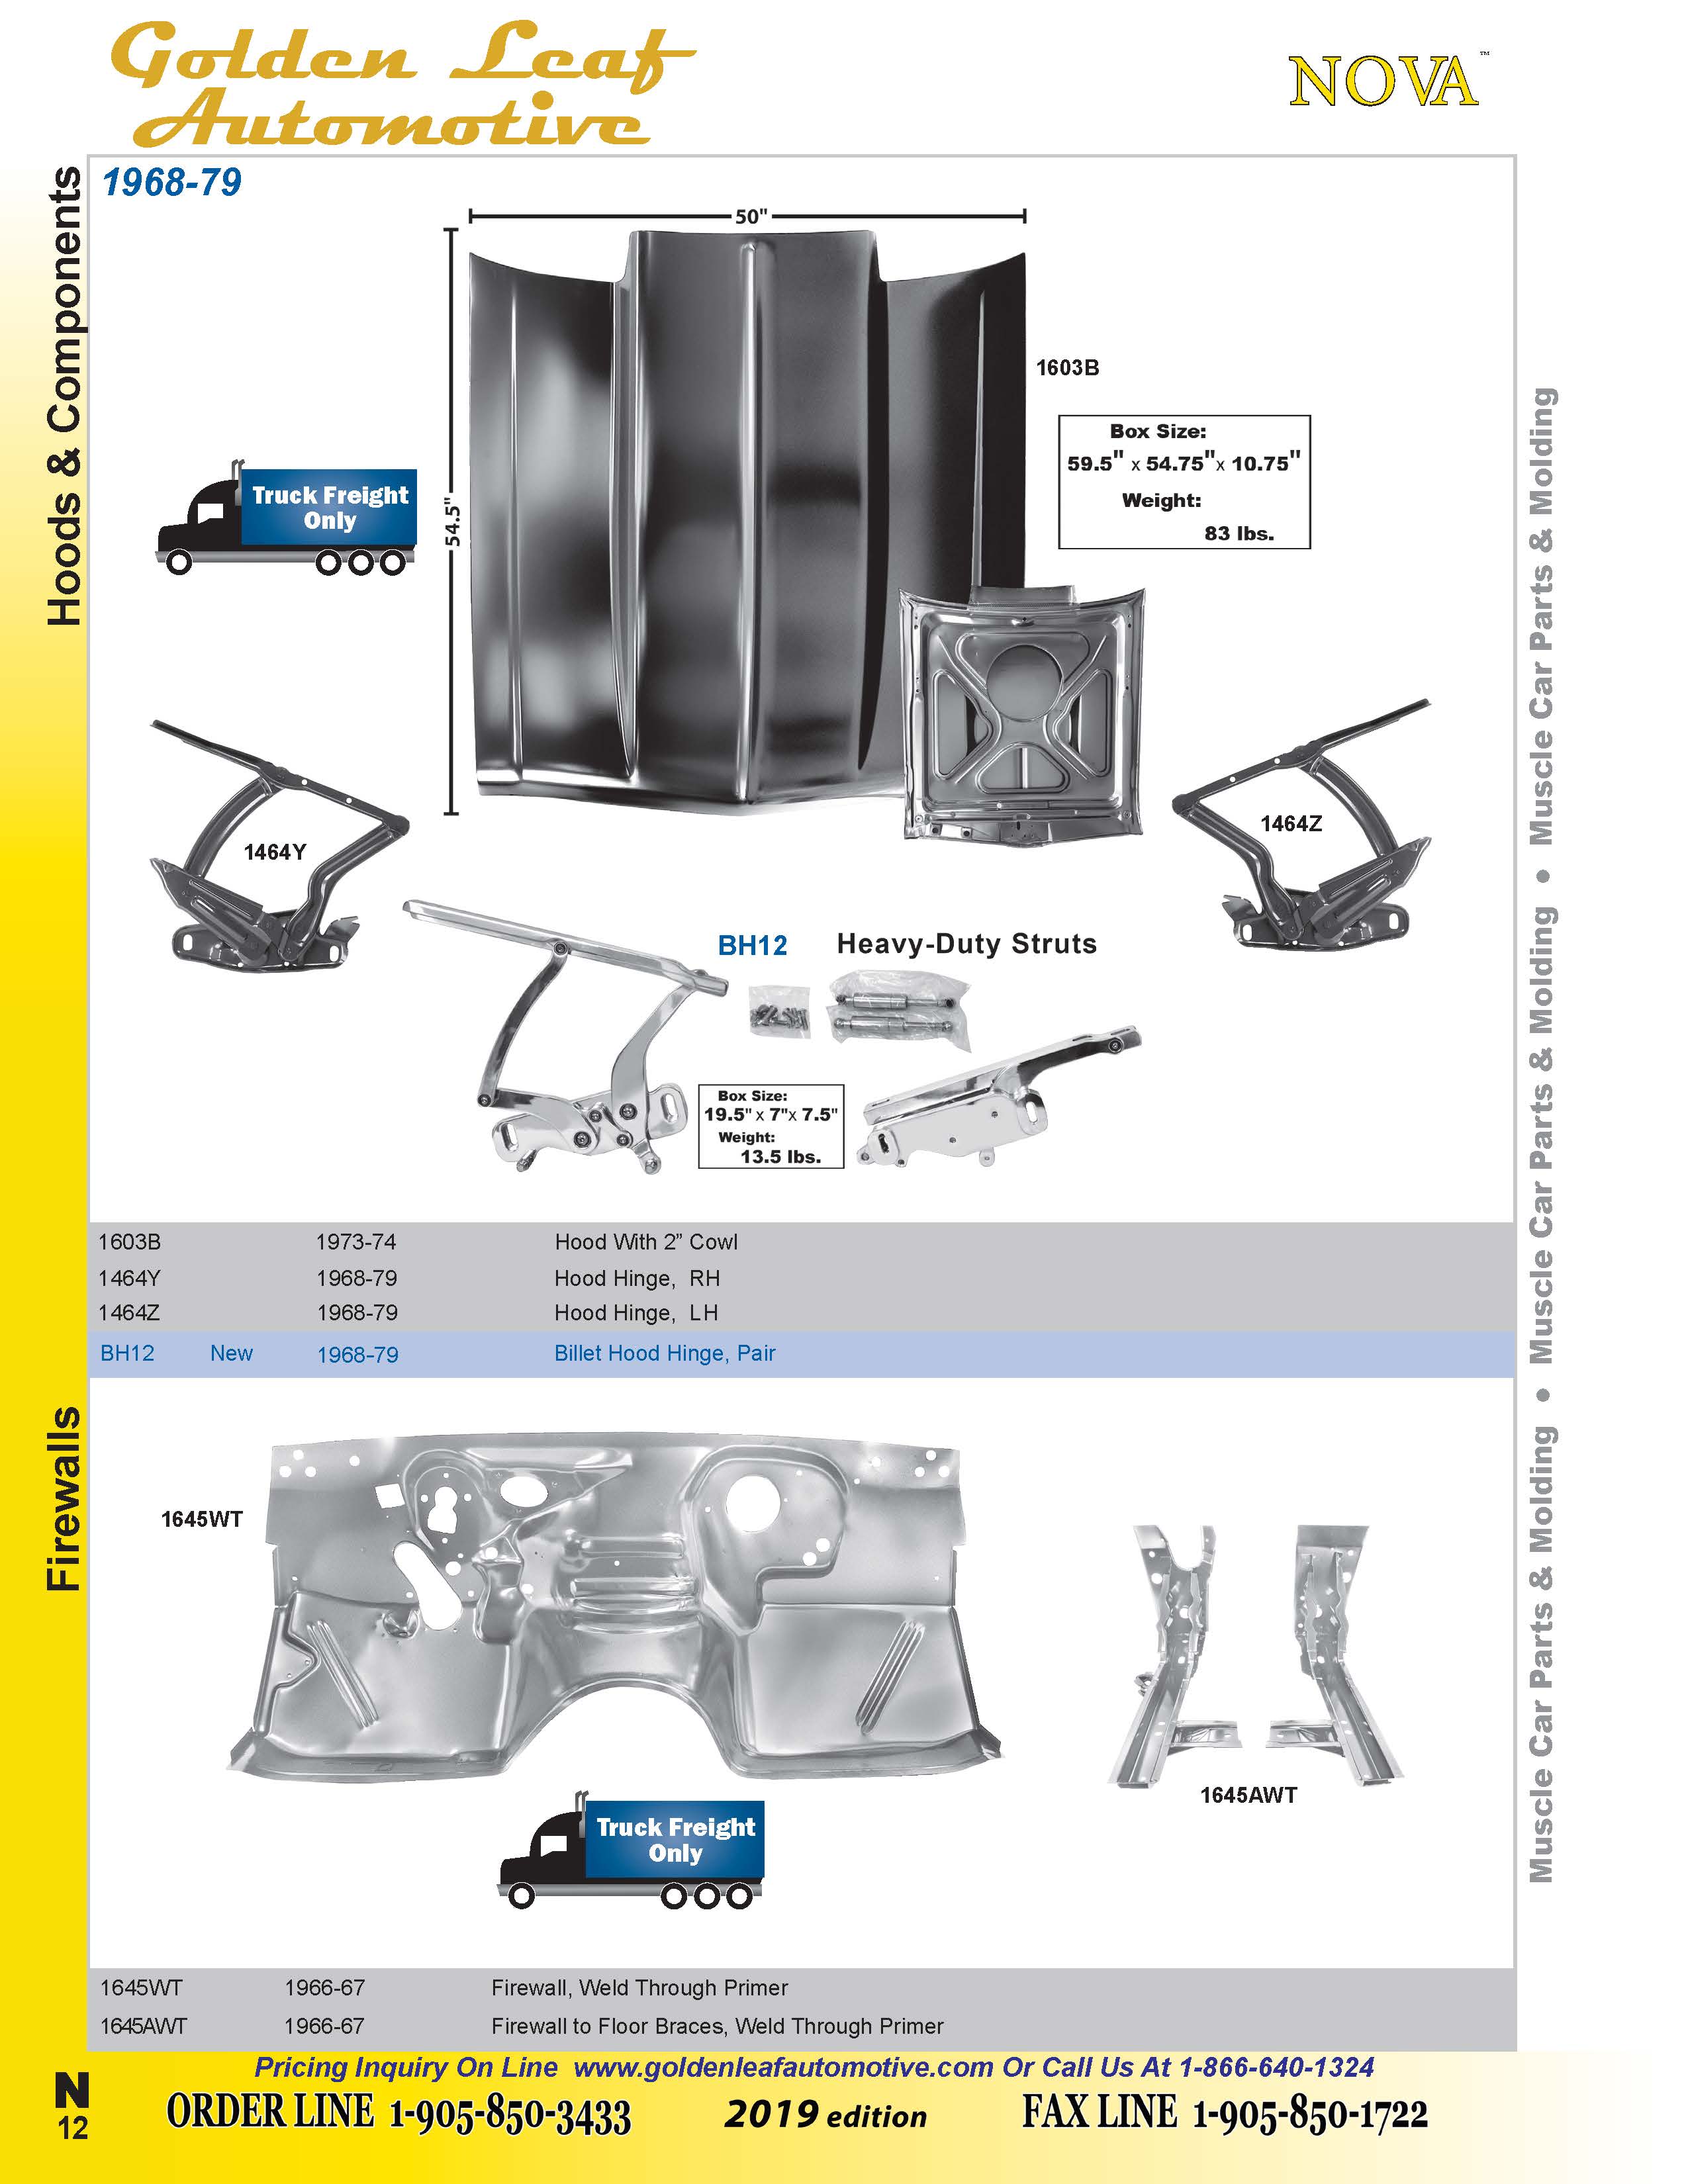 Golden Leaf
Automotive
NOVA™
Hoods & Components
1968-79
50"
54.5"
1603B
Box Size:
59.5" x 54.75"x 10.75"
Weight:
83 lbs.
Truck Freight
Only
1464Y
1464Z
BH12 Heavy-Duty Struts
Box Size:
19.5" x 7"x 7.5"
Weight:
13.5 lbs.
1603B 1973-74 Hood With 2” Cowl
1464Y 1968-79 Hood Hinge, RH
1464Z 1968-79 Hood Hinge, LH
BH12 New 1968-79 Billet Hood Hinge, Pair
Firewalls
1645WT
1645AWT
Truck Freight
Only
1645WT 1966-67 Firewall, Weld Through Primer
1645AWT 1966-67 Firewall to Floor Braces, Weld Through Primer
Muscle Car Parts & Molding • Muscle Car Parts & Molding • Muscle Car Parts & Molding
Pricing Inquiry On Line www.goldenleafautomotive.com Or Call Us At 1-866-640-1324
N
12
ORDER LINE 1-905-850-3433 2019 edition FAX LINE 1-905-850-1722